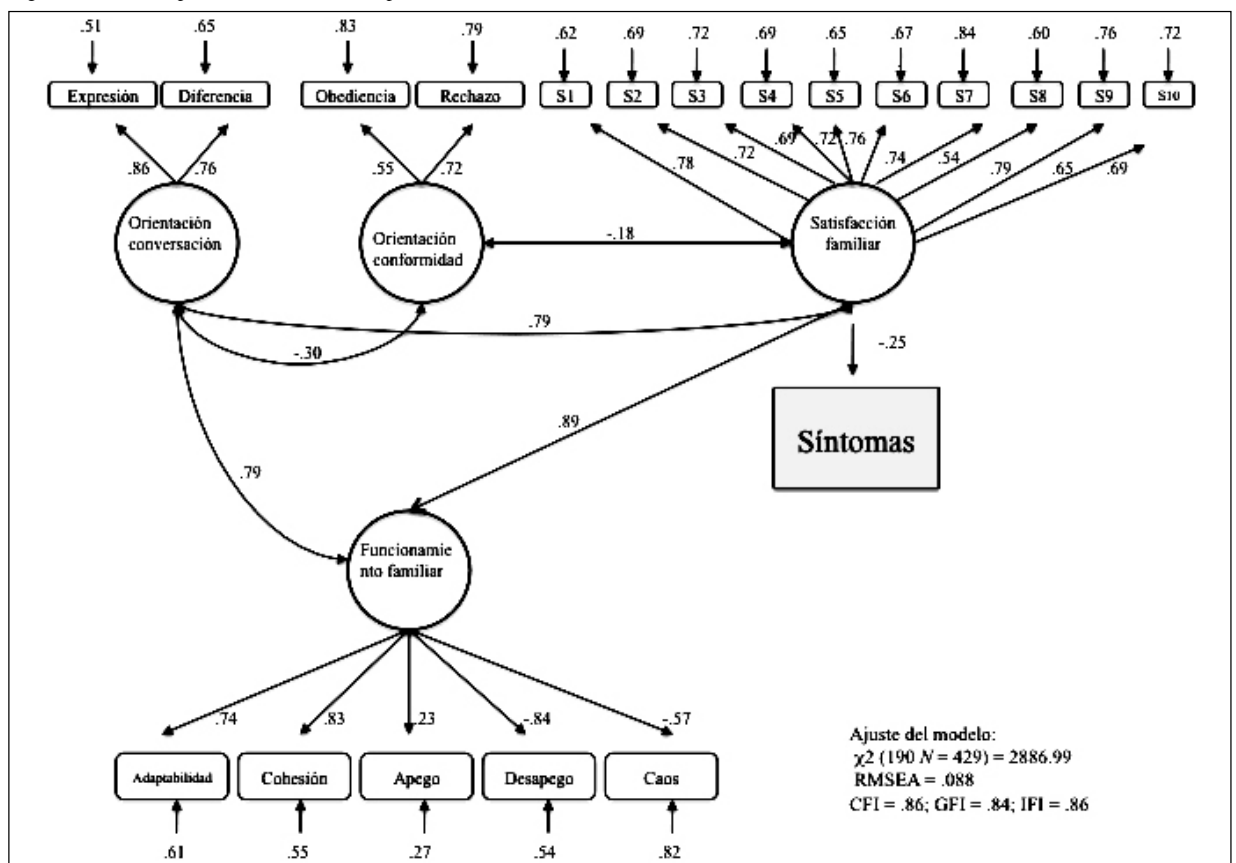 .51 .65 .83 .79 .62 .69 .72 .69 .65 .67 .84 .60 .76 .72
Expresión Diferencia Obediencia Rechazo S1 S2 S3 S4 S5 S6 S7 S8 S9 S10
.86 .76 .55 .72 .78 .72 .69 .72 .76 .74 .54 .79 .65 .69
Orientación
conversación
Orientación
conformidad
-.18
Satisfacción
familiar
.79
-.30
-.25
Síntomas
.89
.79
Funcionamie
nto familiar
.74 .83 .23 -.84 -.57
Adaptabilidad Cohesión Apego Desapego Caos
.61 .55 .27 .54 .82
Ajuste del modelo:
χ2 (190 N = 429) = 2886.99
RMSEA = .088
CFI = .86; GFI = .84; IFI = .86